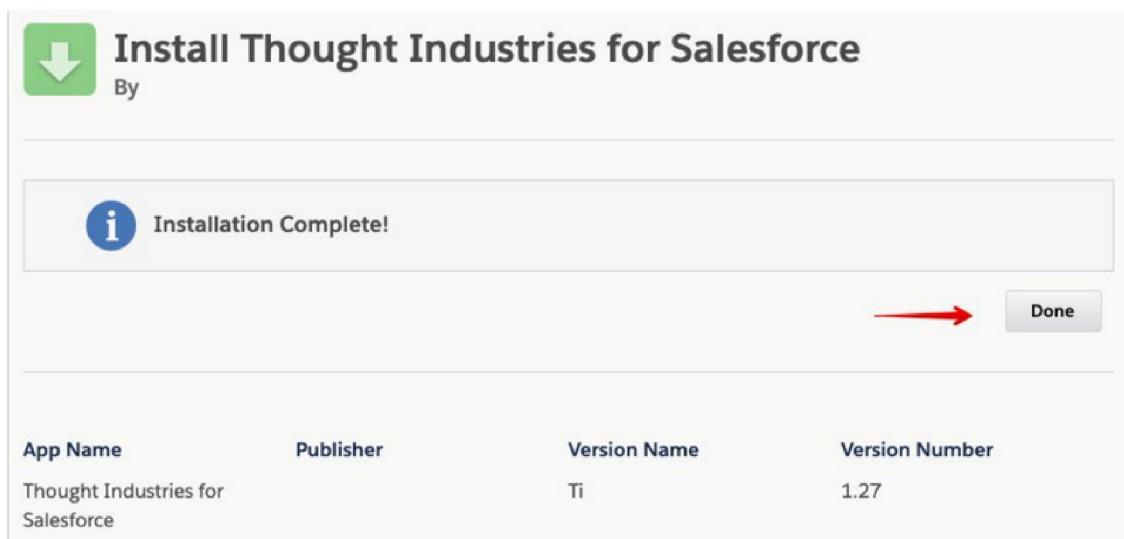 Install Thought Industries for Salesforce
By
i
Installation Complete!
Done
App Name Publisher Version Name Version Number
Thought Industries for Ti 1.27
Salesforce